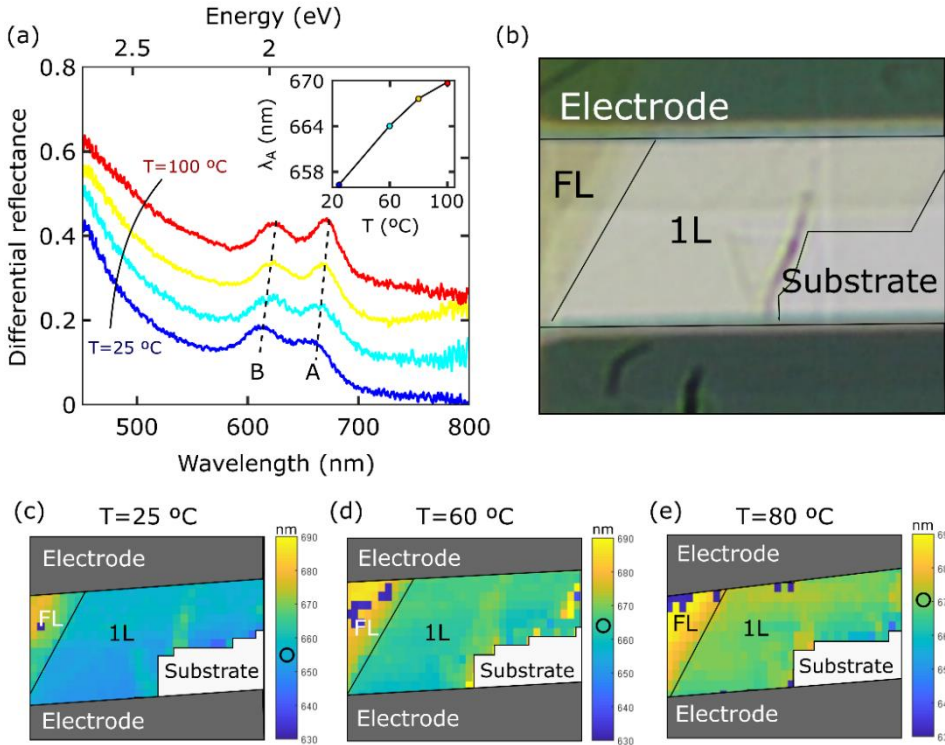 Energy (eV)
(a)
2.5
2
0.8
0.6
0.4
0.2
0
Differential reflectance
T=100 ºC
T=25 ºC
B
A
500
600
700
800
Wavelength (nm)
670
664
658
λA (nm)
20
60
100
T (ºC)
(b)
Electrode
FL
1L
Substrate
(c)
T=25 ºC
Electrode
FL
1L
Substrate
Electrode
nm
690
680
670
660
650
640
630
(d)
T=60 ºC
Electrode
FL
1L
Substrate
Electrode
nm
690
680
670
660
650
640
630
(e)
T=80 ºC
Electrode
FL
1L
Substrate
Electrode
nm